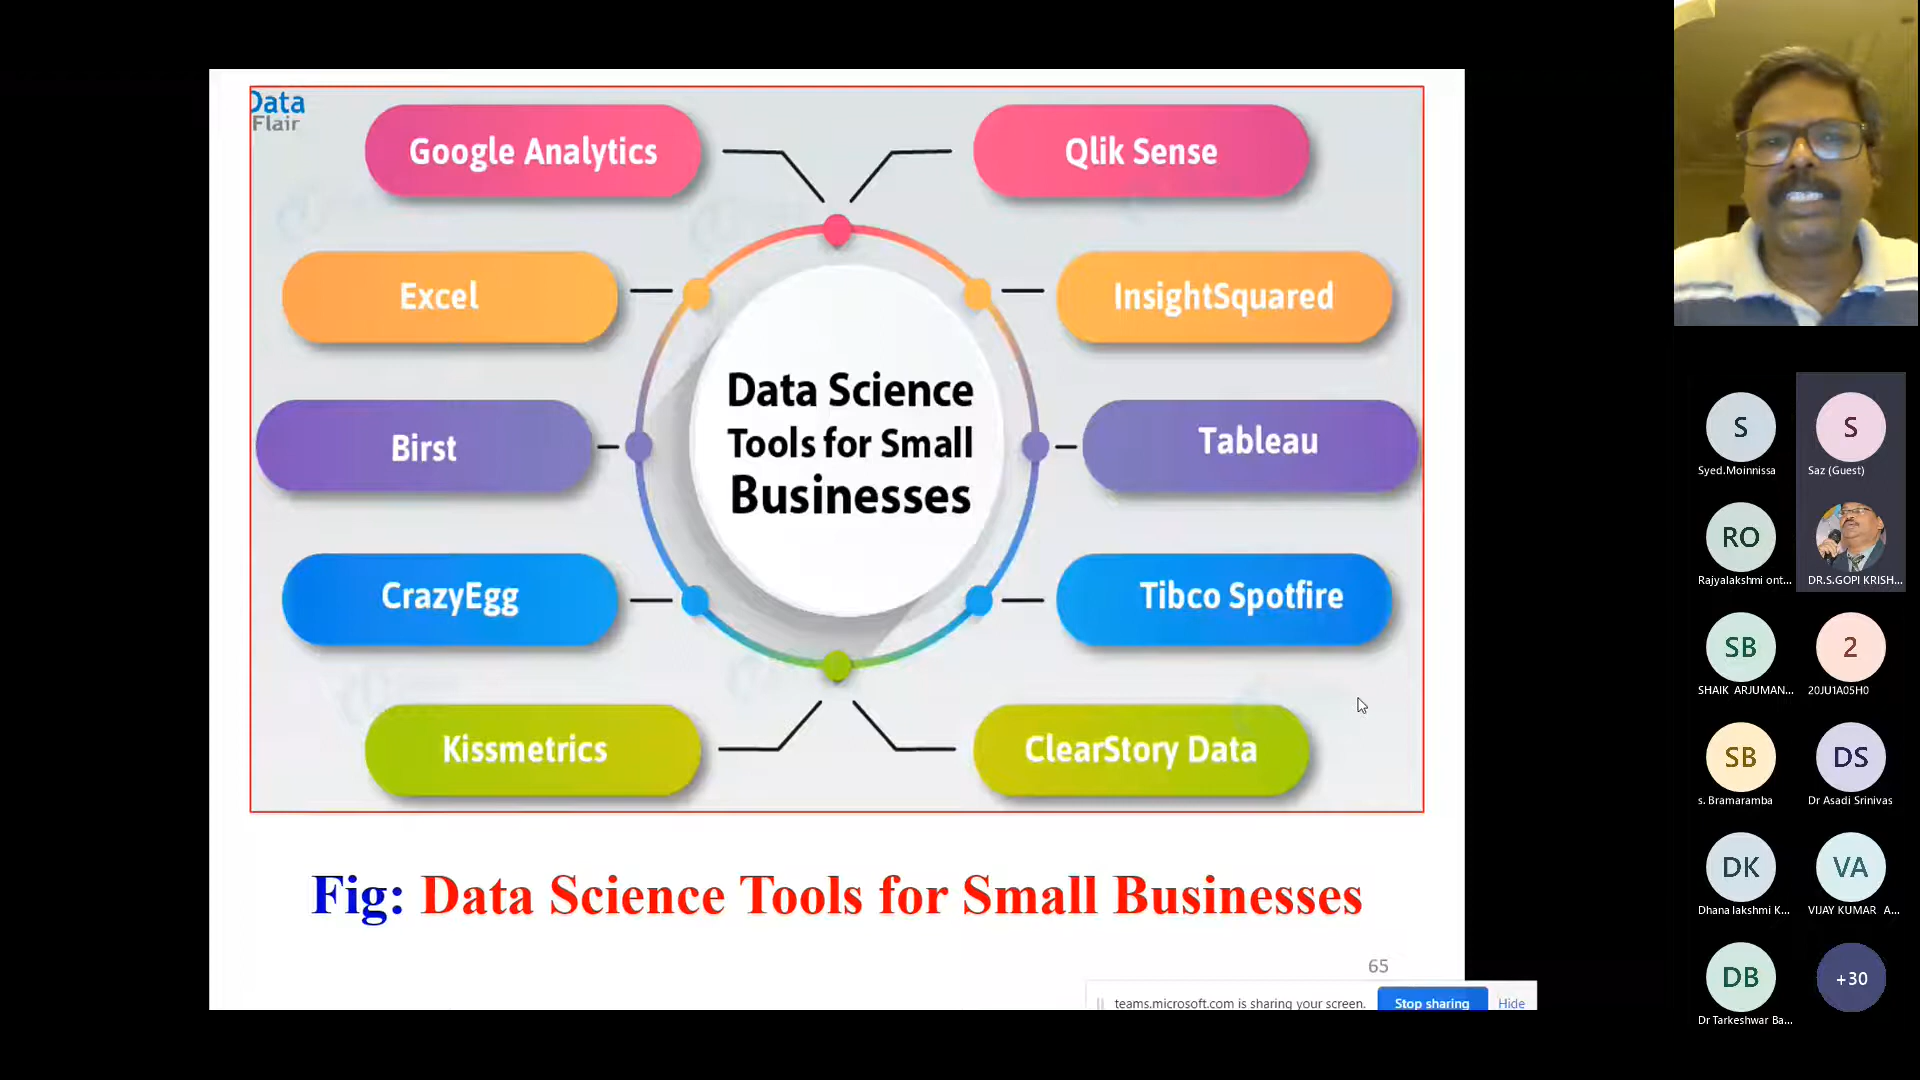 Data
Flair
Google Analytics
Qlik Sense
Excel
InsightSquared
Birst
Data Science
Tools for Small
Businesses
Tableau
CrazyEgg
Tibco Spotfire
Kissmetrics
ClearStory Data
Fig: Data Science Tools for Small Businesses
65
teams.microsoft.com is sharing your screen.
Stop sharing
Hide
S
S
Syed.Moinnissa
Saz (Guest)
RO
Rajyalakshmi ont...
DR.S.GOPI KRISH...
SB
2
SHAIK ARJUMAN...
20JU1A05H0
SB
DS
s. Bramaramba
Dr Asadi Srinivas
DK
VA
Dhana lakshmi K...
VIJAY KUMAR A...
DB
+30
Dr Tarkeshwar Ba...